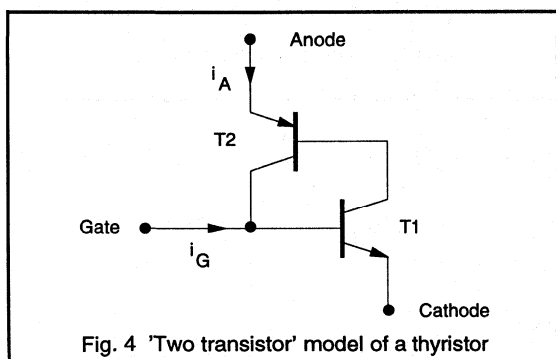 Anode
i A
T2
Gate
i G
T1
Cathode
Fig. 4 'Two transistor' model of a thyristor